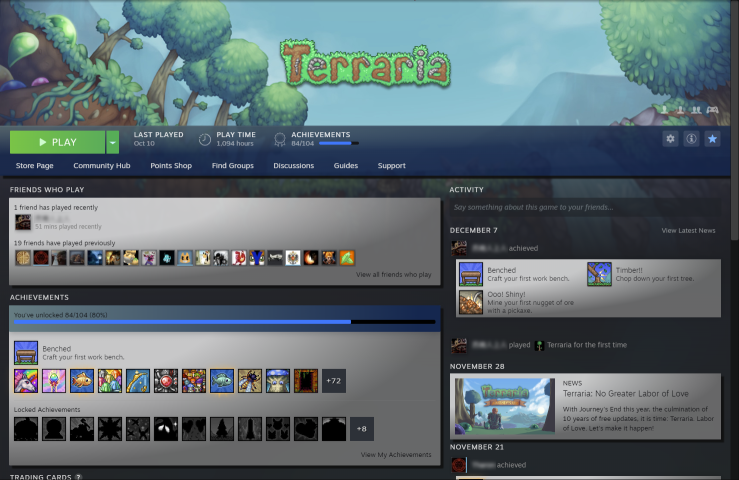 Terraria
PLAY
LAST PLAYED
Oct 10
PLAY TIME
1,094 hours
ACHIEVEMENTS
84/104
Store Page
Community Hub
Points Shop
Find Groups
Discussions
Guides
Support
FRIENDS WHO PLAY
1 friend has played recently
51 mins played recently
19 friends have played previously
View all friends who play
ACHIEVEMENTS
You've unlocked 84/104 (80%)
Benched
Craft your first work bench.
+72
Locked Achievements
+8
View My Achievements
TRADING CARDS ?
ACTIVITY
Say something about this game to your friends...
DECEMBER 7
View Latest News
achieved
Benched
Craft your first work bench.
Timber!!
Chop down your first tree.
Ooo! Shiny!
Mine your first nugget of ore
with a pickaxe.
played
Terraria for the first time
NOVEMBER 28
Terraria
NEWS
Terraria: No Greater Labor of Love
With Journey's End this year, the culmination of
10 years of free updates, it is time: Terraria. Labor
of Love. Let's make it happen!
NOVEMBER 21
achieved